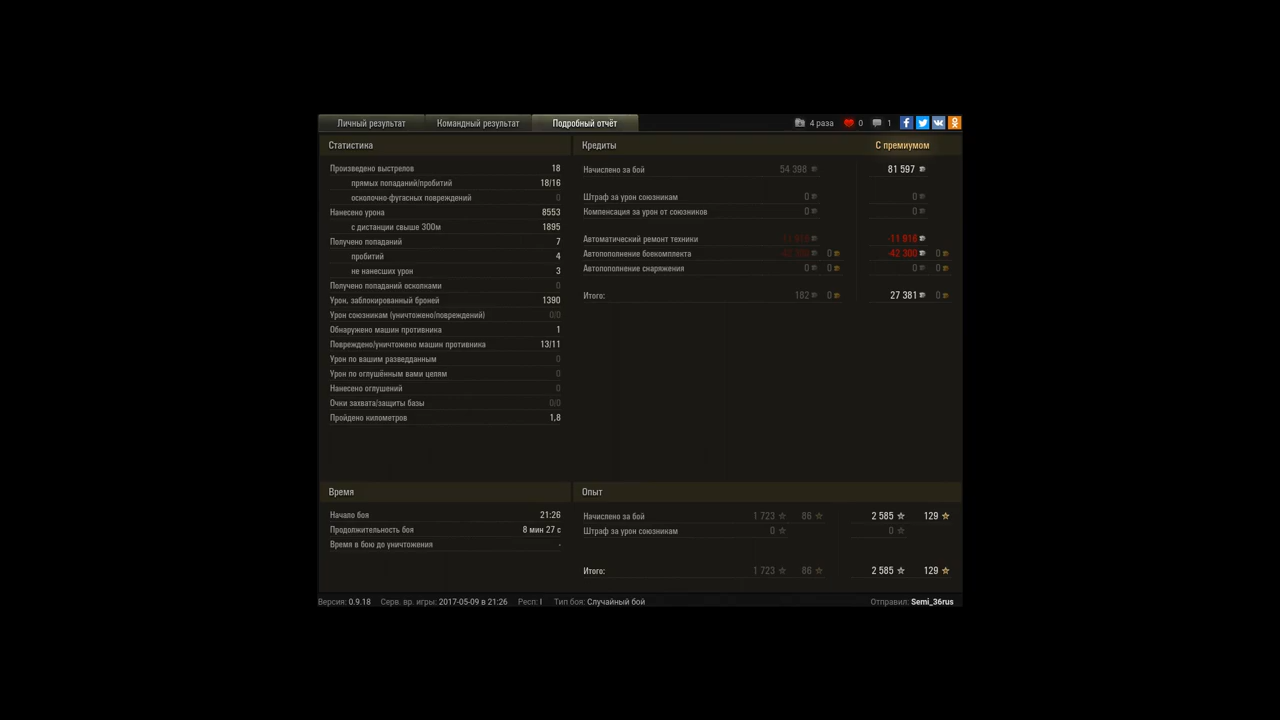 Личный результат Командный результат Подробный отчёт 4 раза 0 1
Статистика
Произведено выстрелов 18
прямых попаданий/пробитий 18/16
осколочно-фугасных повреждений 0
Нанесено урона 8553
с дистанции свыше 300м 1895
Получено попаданий 7
пробитий 4
не нанесших урон 3
Получено попаданий осколками 0
Урон, заблокированный броней 1390
Урон союзникам (уничтожено/повреждений) 0/0
Обнаружено машин противника 1
Повреждено/уничтожено машин противника 13/11
Урон по вашим разведданным 0
Урон по оглушённым вами целям 0
Нанесено оглушений 0
Очки захвата/защиты базы 0/0
Пройдено километров 1,8
Кредиты С премиумом
Начислено за бой 54 398 81 597
Штраф за урон союзникам 0 0
Компенсация за урон от союзников 0 0
Автоматический ремонт техники -11 916 -11 916
Автопополнение боекомплекта -42 300 0 -42 300 0
Автопополнение снаряжения 0 0 0 0
Итого: 182 0 27 381 0
Время
Начало боя 21:26
Продолжительность боя 8 мин 27 с
Время в бою до уничтожения -
Опыт
Начислено за бой 1 723 86 2 585 129
Штраф за урон союзникам 0 0
Итого: 1 723 86 2 585 129
Версия: 0.9.18 Серв. вр. игры: 2017-05-09 в 21:26 Респ: I Тип боя: Случайный бой Отправил: Semi_36rus